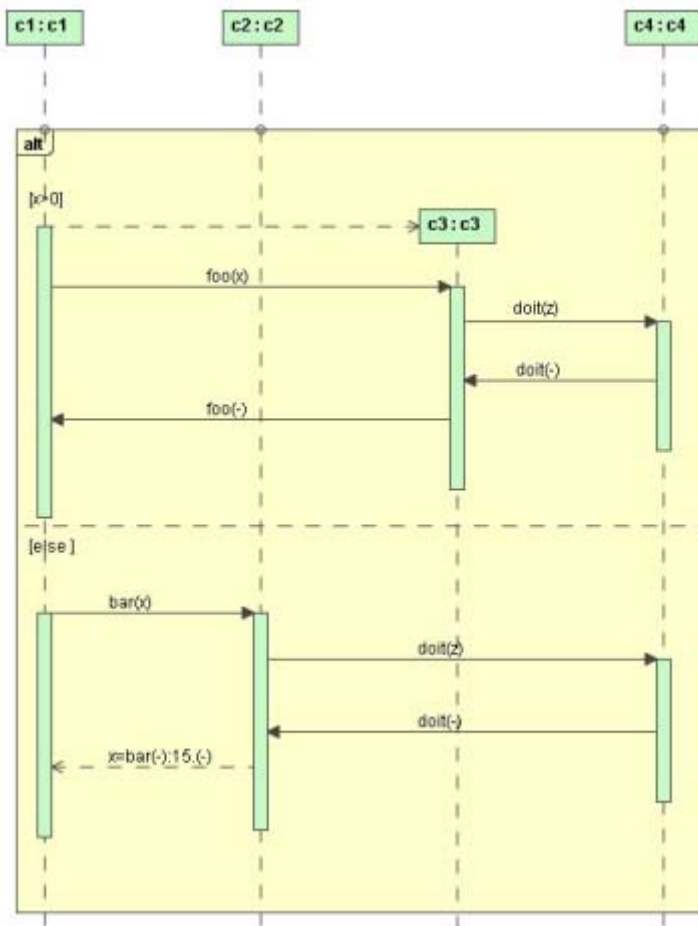 c1:c1
c2:c2
c4:c4
alt
[x>0]
c3:c3
foo(x)
doit(z)
doit(-)
foo(-)
[else ]
bar(x)
doit(z)
doit(-)
x=bar(-):15.(-)